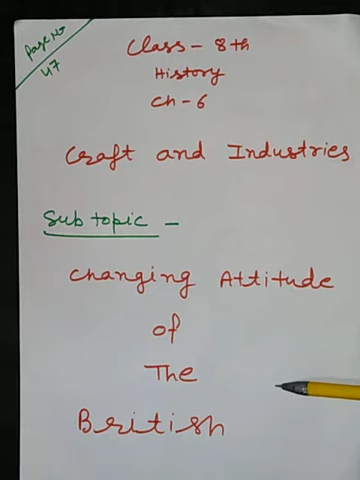 Page No
47
Class - 8th
History
Ch - 6
Craft and Industries
Sub topic -
Changing Attitude
of
The
British